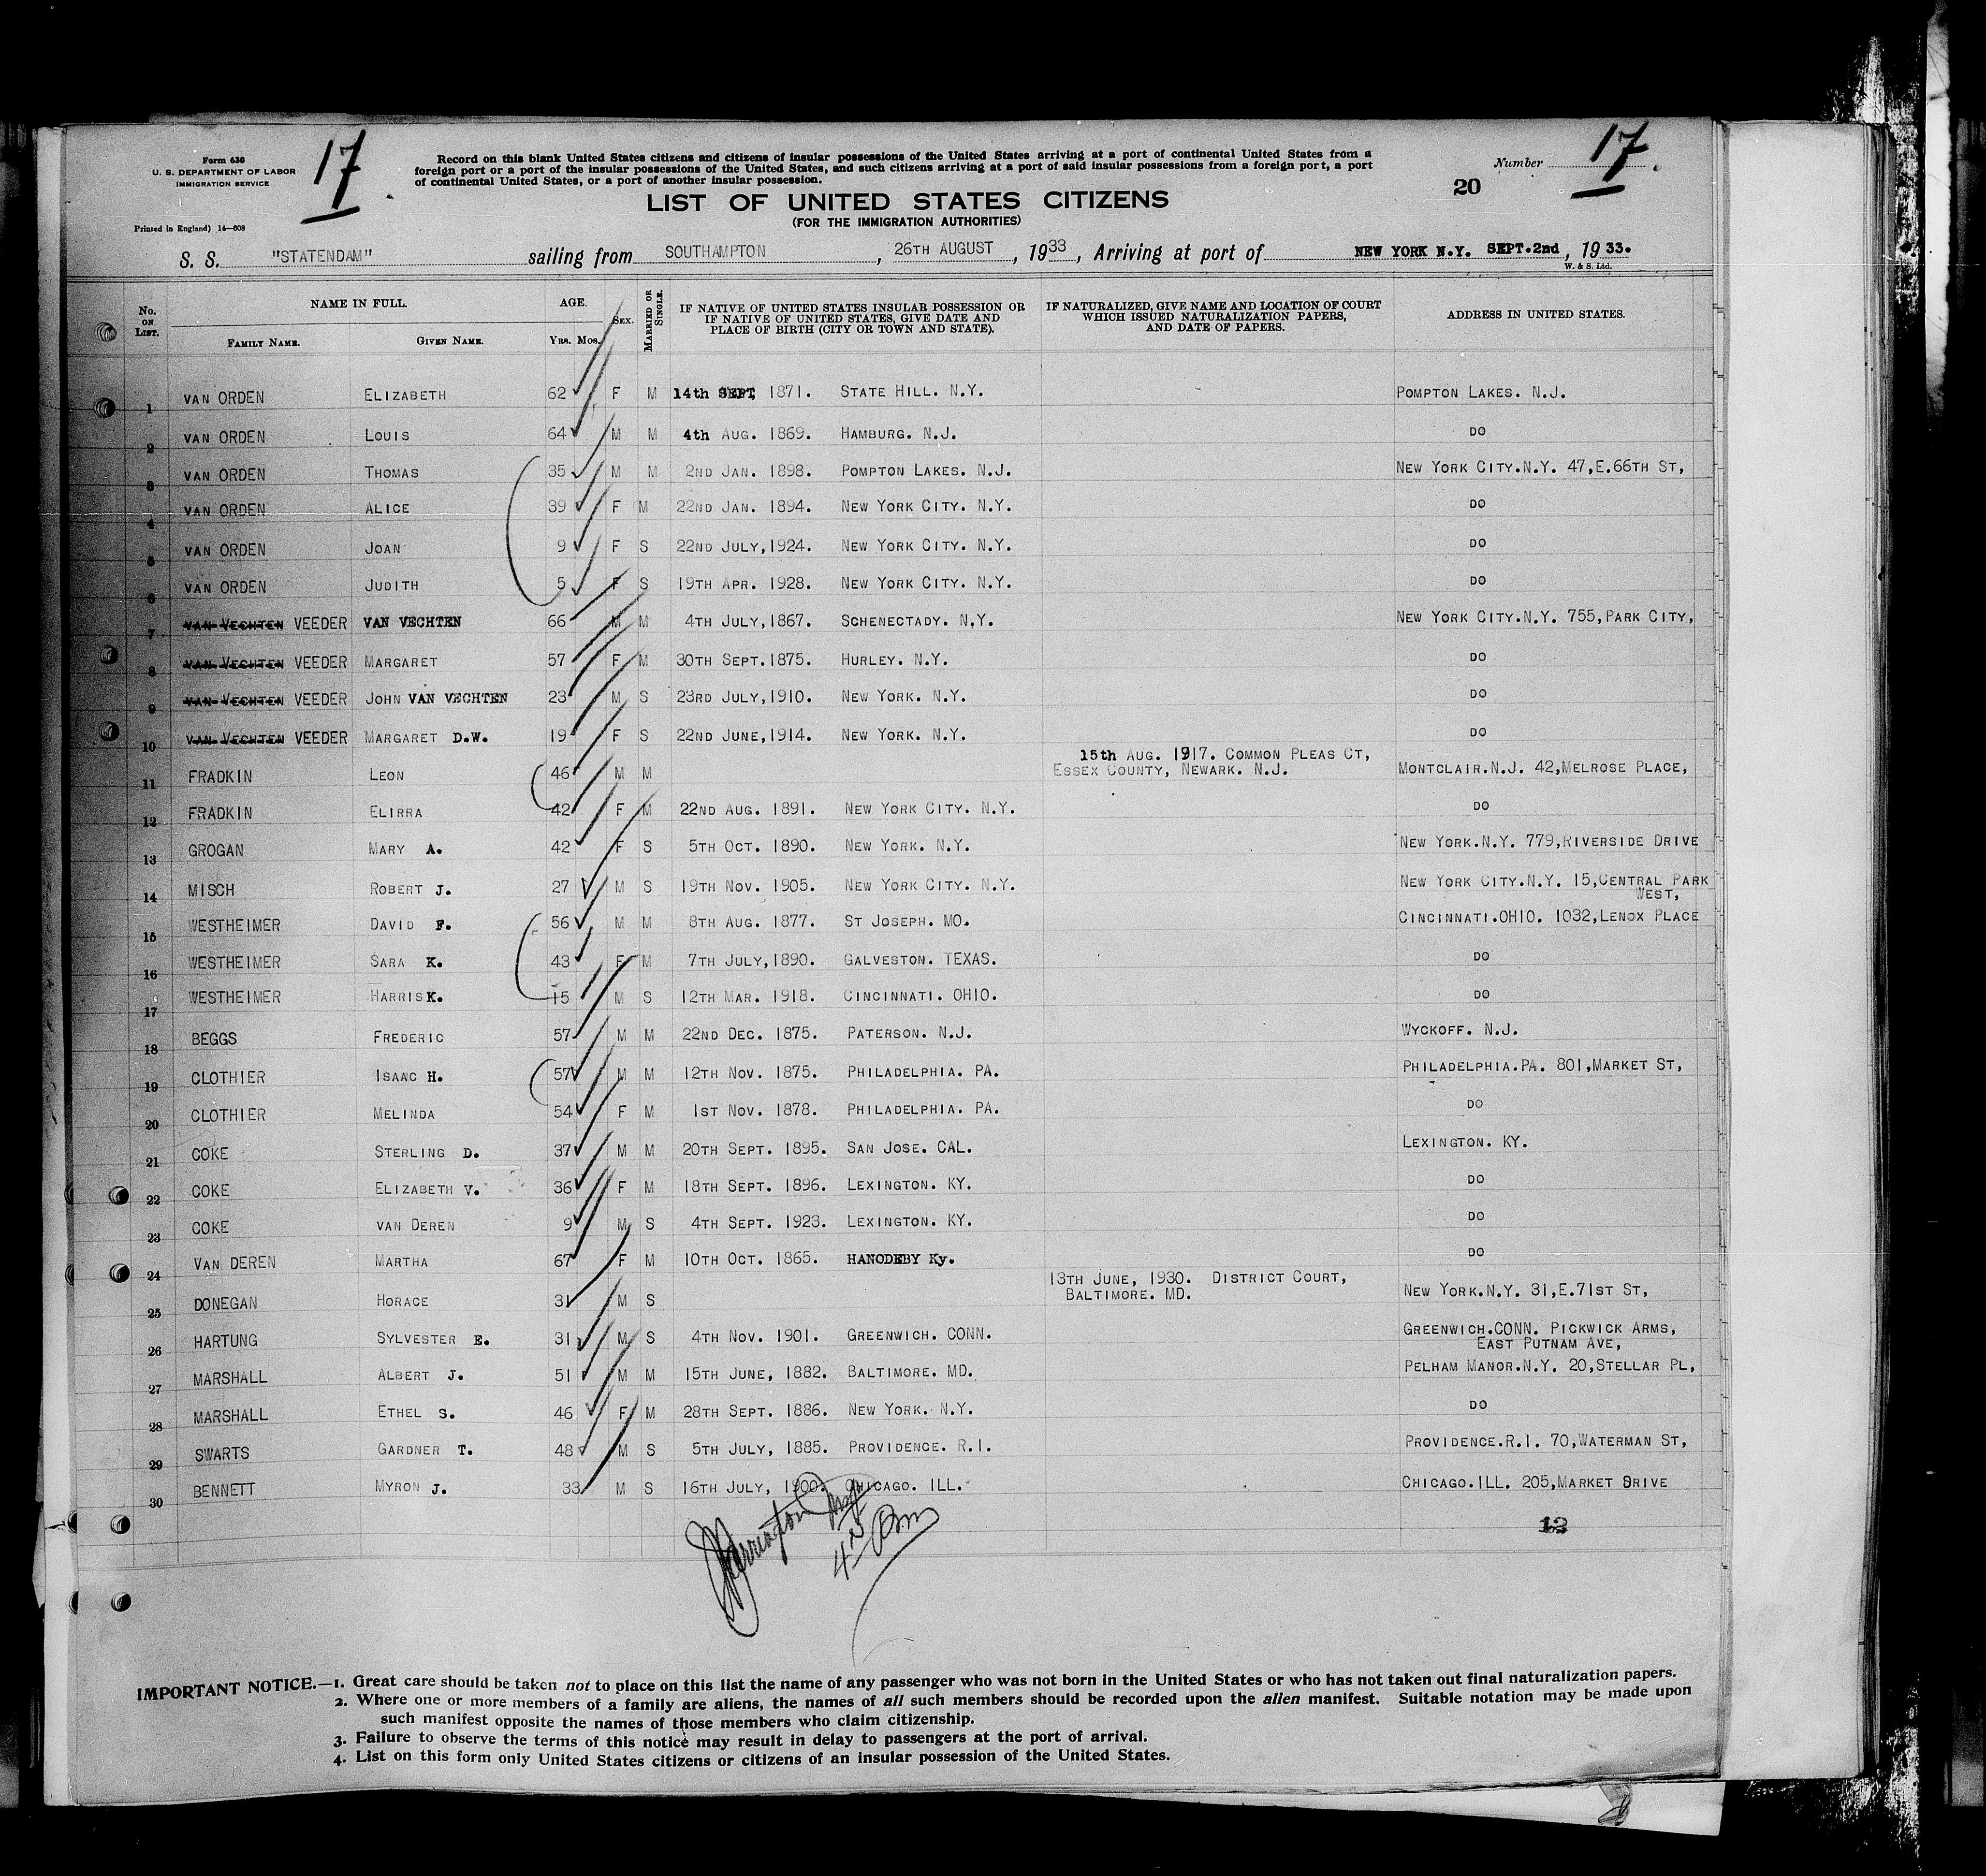 Form 630
U. S. DEPARTMENT OF LABOR
IMMIGRATION SERVICE
Printed in England) 14—608
17
Record on this blank United States citizens and citizens of insular possessions of the United States arriving at a port of continental United States from a
foreign port or a port of the insular possessions of the United States, and such citizens arriving at a port of said insular possessions from a foreign port, a port
of continental United States, or a port of another insular possession.
Number 17.
20
LIST OF UNITED STATES CITIZENS
(FOR THE IMMIGRATION AUTHORITIES)
S. S. "STATENDAM" sailing from SOUTHAMPTON, 26TH AUGUST, 1933, Arriving at port of NEW YORK N.Y. SEPT.2nd, 1933.
W. & S. Ltd.
No. ON LIST. NAME IN FULL. AGE. SEX. MARRIED OR SINGLE. IF NATIVE OF UNITED STATES INSULAR POSSESSION OR IF NATIVE OF UNITED STATES, GIVE DATE AND PLACE OF BIRTH (CITY OR TOWN AND STATE). IF NATURALIZED, GIVE NAME AND LOCATION OF COURT WHICH ISSUED NATURALIZATION PAPERS, AND DATE OF PAPERS. ADDRESS IN UNITED STATES.
FAMILY NAME. GIVEN NAME. YRS. MOS.
1 VAN ORDEN ELIZABETH 62 F M 14th SEPT 1871. STATE HILL. N.Y. POMPTON LAKES. N.J.
2 VAN ORDEN LOUIS 64 M M 4th AUG. 1869. HAMBURG. N.J. DO
3 VAN ORDEN THOMAS 35 M M 2ND JAN. 1898. POMPTON LAKES. N.J. NEW YORK CITY.N.Y. 47,E.66TH ST,
4 VAN ORDEN ALICE 39 F M 22ND JAN. 1894. NEW YORK CITY. N.Y. DO
5 VAN ORDEN JOAN 9 F S 22ND JULY,1924. NEW YORK CITY. N.Y. DO
6 VAN ORDEN JUDITH 5 F S 19TH APR. 1928. NEW YORK CITY. N.Y. DO
7 VAN VECHTEN VEEDER VAN VECHTEN 66 M M 4TH JULY,1867. SCHENECTADY. N.Y. NEW YORK CITY.N.Y. 755,PARK CITY,
8 VAN VECHTEN VEEDER MARGARET 57 F M 30TH SEPT.1875. HURLEY. N.Y. DO
9 VAN VECHTEN VEEDER JOHN VAN VECHTEN 23 M S 23RD JULY,1910. NEW YORK. N.Y. DO
10 VAN VECHTEN VEEDER MARGARET D.W. 19 F S 22ND JUNE,1914. NEW YORK. N.Y. DO
11 FRADKIN LEON 46 M M 15th AUG. 1917. COMMON PLEAS CT, ESSEX COUNTY, NEWARK. N.J. MONTCLAIR.N.J. 42,MELROSE PLACE,
12 FRADKIN ELIRRA 42 F M 22ND AUG. 1891. NEW YORK CITY. N.Y. DO
13 GROGAN MARY A. 42 F S 5TH OCT. 1890. NEW YORK. N.Y. NEW YORK.N.Y. 779,RIVERSIDE DRIVE
14 MISCH ROBERT J. 27 M S 19TH NOV. 1905. NEW YORK CITY. N.Y. NEW YORK CITY.N.Y. 15,CENTRAL PARK WEST,
15 WESTHEIMER DAVID F. 56 M M 8TH AUG. 1877. ST JOSEPH. MO. CINCINNATI.OHIO. 1032,LENOX PLACE
16 WESTHEIMER SARA K. 43 F M 7TH JULY,1890. GALVESTON. TEXAS. DO
17 WESTHEIMER HARRIS K. 15 M S 12TH MAR. 1918. CINCINNATI. OHIO. DO
18 BEGGS FREDERIC 57 M M 22ND DEC. 1875. PATERSON. N.J. WYCKOFF. N.J.
19 CLOTHIER ISAAC H. 57 M M 12TH NOV. 1875. PHILADELPHIA. PA. PHILADELPHIA.PA. 801,MARKET ST,
20 CLOTHIER MELINDA 54 F M 1ST NOV. 1878. PHILADELPHIA. PA. DO
21 COKE STERLING D. 37 M M 20TH SEPT. 1895. SAN JOSE. CAL. LEXINGTON. KY.
22 COKE ELIZABETH V. 36 F M 18TH SEPT. 1896. LEXINGTON. KY. DO
23 COKE VAN DEREN 9 M S 4TH SEPT. 1923. LEXINGTON. KY. DO
24 VAN DEREN MARTHA 67 F M 10TH OCT. 1865. HANODEBY Ky. DO
25 DONEGAN HORACE 31 M S 13TH JUNE, 1930. DISTRICT COURT, BALTIMORE. MD. NEW YORK.N.Y. 31,E.71ST ST,
26 HARTUNG SYLVESTER E. 31 M S 4TH NOV. 1901. GREENWICH. CONN. GREENWICH.CONN. PICKWICK ARMS, EAST PUTNAM AVE,
27 MARSHALL ALBERT J. 51 M M 15TH JUNE, 1882. BALTIMORE. MD. PELHAM MANOR.N.Y. 20,STELLAR PL,
28 MARSHALL ETHEL S. 46 F M 28TH SEPT. 1886. NEW YORK. N.Y. DO
29 SWARTS GARDNER T. 48 M S 5TH JULY, 1885. PROVIDENCE. R.I. PROVIDENCE.R.I. 70,WATERMAN ST,
30 BENNETT MYRON J. 33 M S 16TH JULY, 1900. CHICAGO. ILL. CHICAGO.ILL. 205,MARKET DRIVE
12
IMPORTANT NOTICE.—1. Great care should be taken not to place on this list the name of any passenger who was not born in the United States or who has not taken out final naturalization papers.
2. Where one or more members of a family are aliens, the names of all such members should be recorded upon the alien manifest. Suitable notation may be made upon
such manifest opposite the names of those members who claim citizenship.
3. Failure to observe the terms of this notice may result in delay to passengers at the port of arrival.
4. List on this form only United States citizens or citizens of an insular possession of the United States.